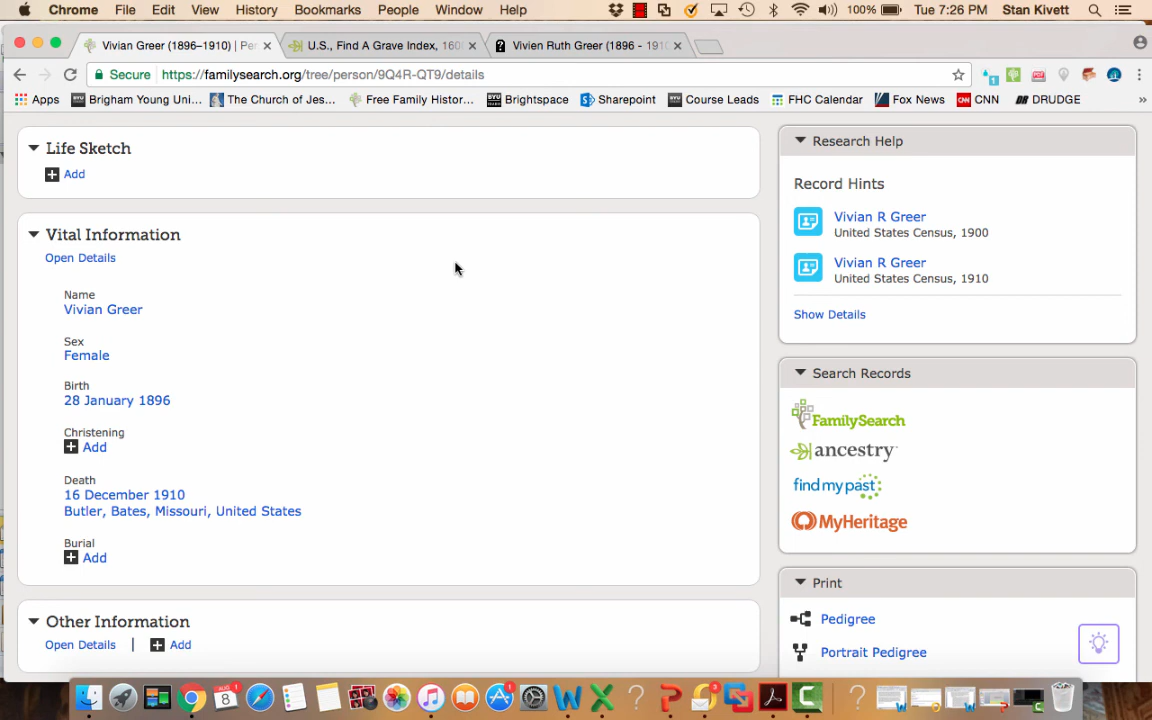 Chrome File Edit View History Bookmarks People Window Help 100% Tue 7:26 PM Stan Kivett
Vivian Greer (1896–1910) | Per
U.S., Find A Grave Index, 160
Vivien Ruth Greer (1896 - 191
Secure https://familysearch.org/tree/person/9Q4R-QT9/details
Apps Brigham Young Uni... The Church of Jes... Free Family Histor... Brightspace Sharepoint Course Leads FHC Calendar Fox News CNN DRUDGE »
Life Sketch
Add
Vital Information
Open Details
Name
Vivian Greer
Sex
Female
Birth
28 January 1896
Christening
Add
Death
16 December 1910
Butler, Bates, Missouri, United States
Burial
Add
Other Information
Open Details | Add
Research Help
Record Hints
Vivian R Greer
United States Census, 1900
Vivian R Greer
United States Census, 1910
Show Details
Search Records
FamilySearch
ancestry
findmypast
MyHeritage
Print
Pedigree
Portrait Pedigree